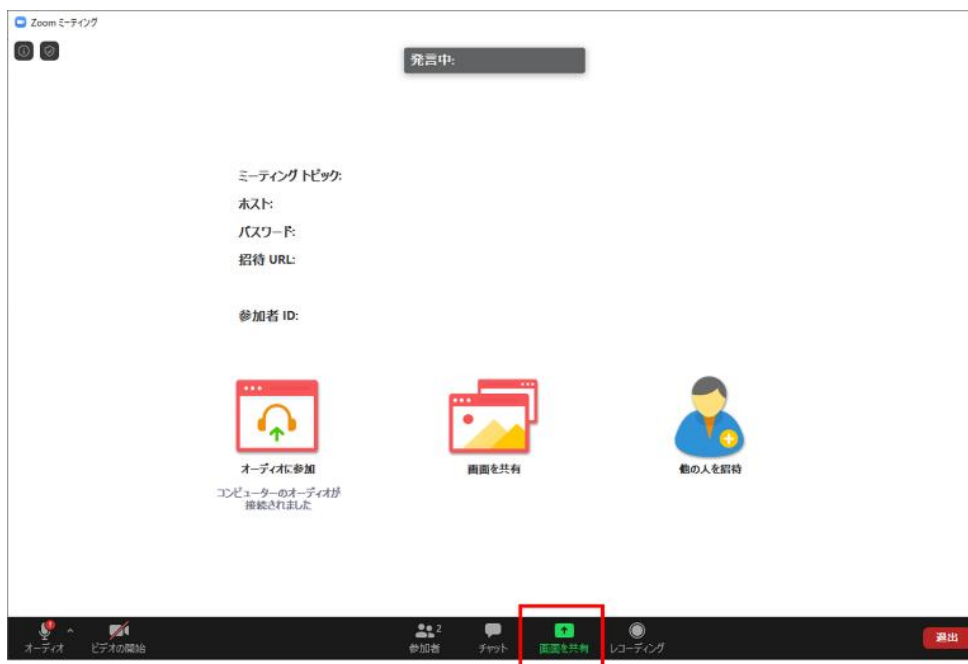 Zoom ミーティング
発言中:
ミーティング トピック:
ホスト:
パスワード:
招待 URL:
参加者 ID:
オーディオに参加
コンピューターのオーディオが
接続されました
画面を共有
他の人を招待
オーディオ
ビデオの開始
2
参加者
チャット
画面を共有
レコーディング
退出